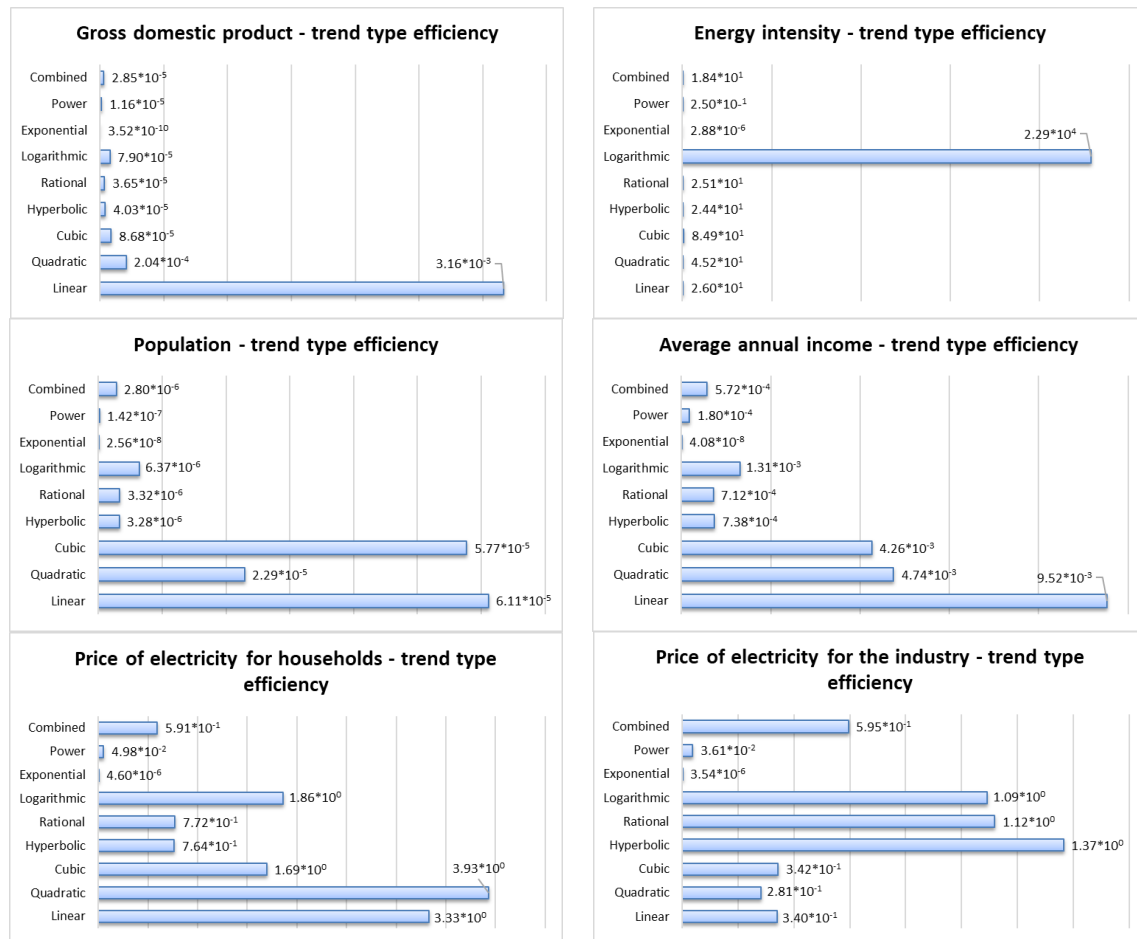 Gross domestic product - trend type efficiency
Combined 2.85*10⁻⁵
Power 1.16*10⁻⁵
Exponential 3.52*10⁻¹⁰
Logarithmic 7.90*10⁻⁵
Rational 3.65*10⁻⁵
Hyperbolic 4.03*10⁻⁵
Cubic 8.68*10⁻⁵
Quadratic 2.04*10⁻⁴
3.16*10⁻³
Linear
Energy intensity - trend type efficiency
Combined 1.84*10¹
Power 2.50*10-¹
Exponential 2.88*10⁻⁶
2.29*10⁴
Logarithmic
Rational 2.51*10¹
Hyperbolic 2.44*10¹
Cubic 8.49*10¹
Quadratic 4.52*10¹
Linear 2.60*10¹
Population - trend type efficiency
Combined 2.80*10⁻⁶
Power 1.42*10⁻⁷
Exponential 2.56*10⁻⁸
Logarithmic 6.37*10⁻⁶
Rational 3.32*10⁻⁶
Hyperbolic 3.28*10⁻⁶
Cubic 5.77*10⁻⁵
Quadratic 2.29*10⁻⁵
Linear 6.11*10⁻⁵
Average annual income - trend type efficiency
Combined 5.72*10⁻⁴
Power 1.80*10⁻⁴
Exponential 4.08*10⁻⁸
Logarithmic 1.31*10⁻³
Rational 7.12*10⁻⁴
Hyperbolic 7.38*10⁻⁴
Cubic 4.26*10⁻³
Quadratic 4.74*10⁻³
9.52*10⁻³
Linear
Price of electricity for households - trend type
efficiency
Combined 5.91*10⁻¹
Power 4.98*10⁻²
Exponential 4.60*10⁻⁶
Logarithmic 1.86*10⁰
Rational 7.72*10⁻¹
Hyperbolic 7.64*10⁻¹
Cubic 1.69*10⁰
3.93*10⁰
Quadratic
Linear 3.33*10⁰
Price of electricity for the industry - trend type
efficiency
Combined 5.95*10⁻¹
Power 3.61*10⁻²
Exponential 3.54*10⁻⁶
Logarithmic 1.09*10⁰
Rational 1.12*10⁰
Hyperbolic 1.37*10⁰
Cubic 3.42*10⁻¹
Quadratic 2.81*10⁻¹
Linear 3.40*10⁻¹